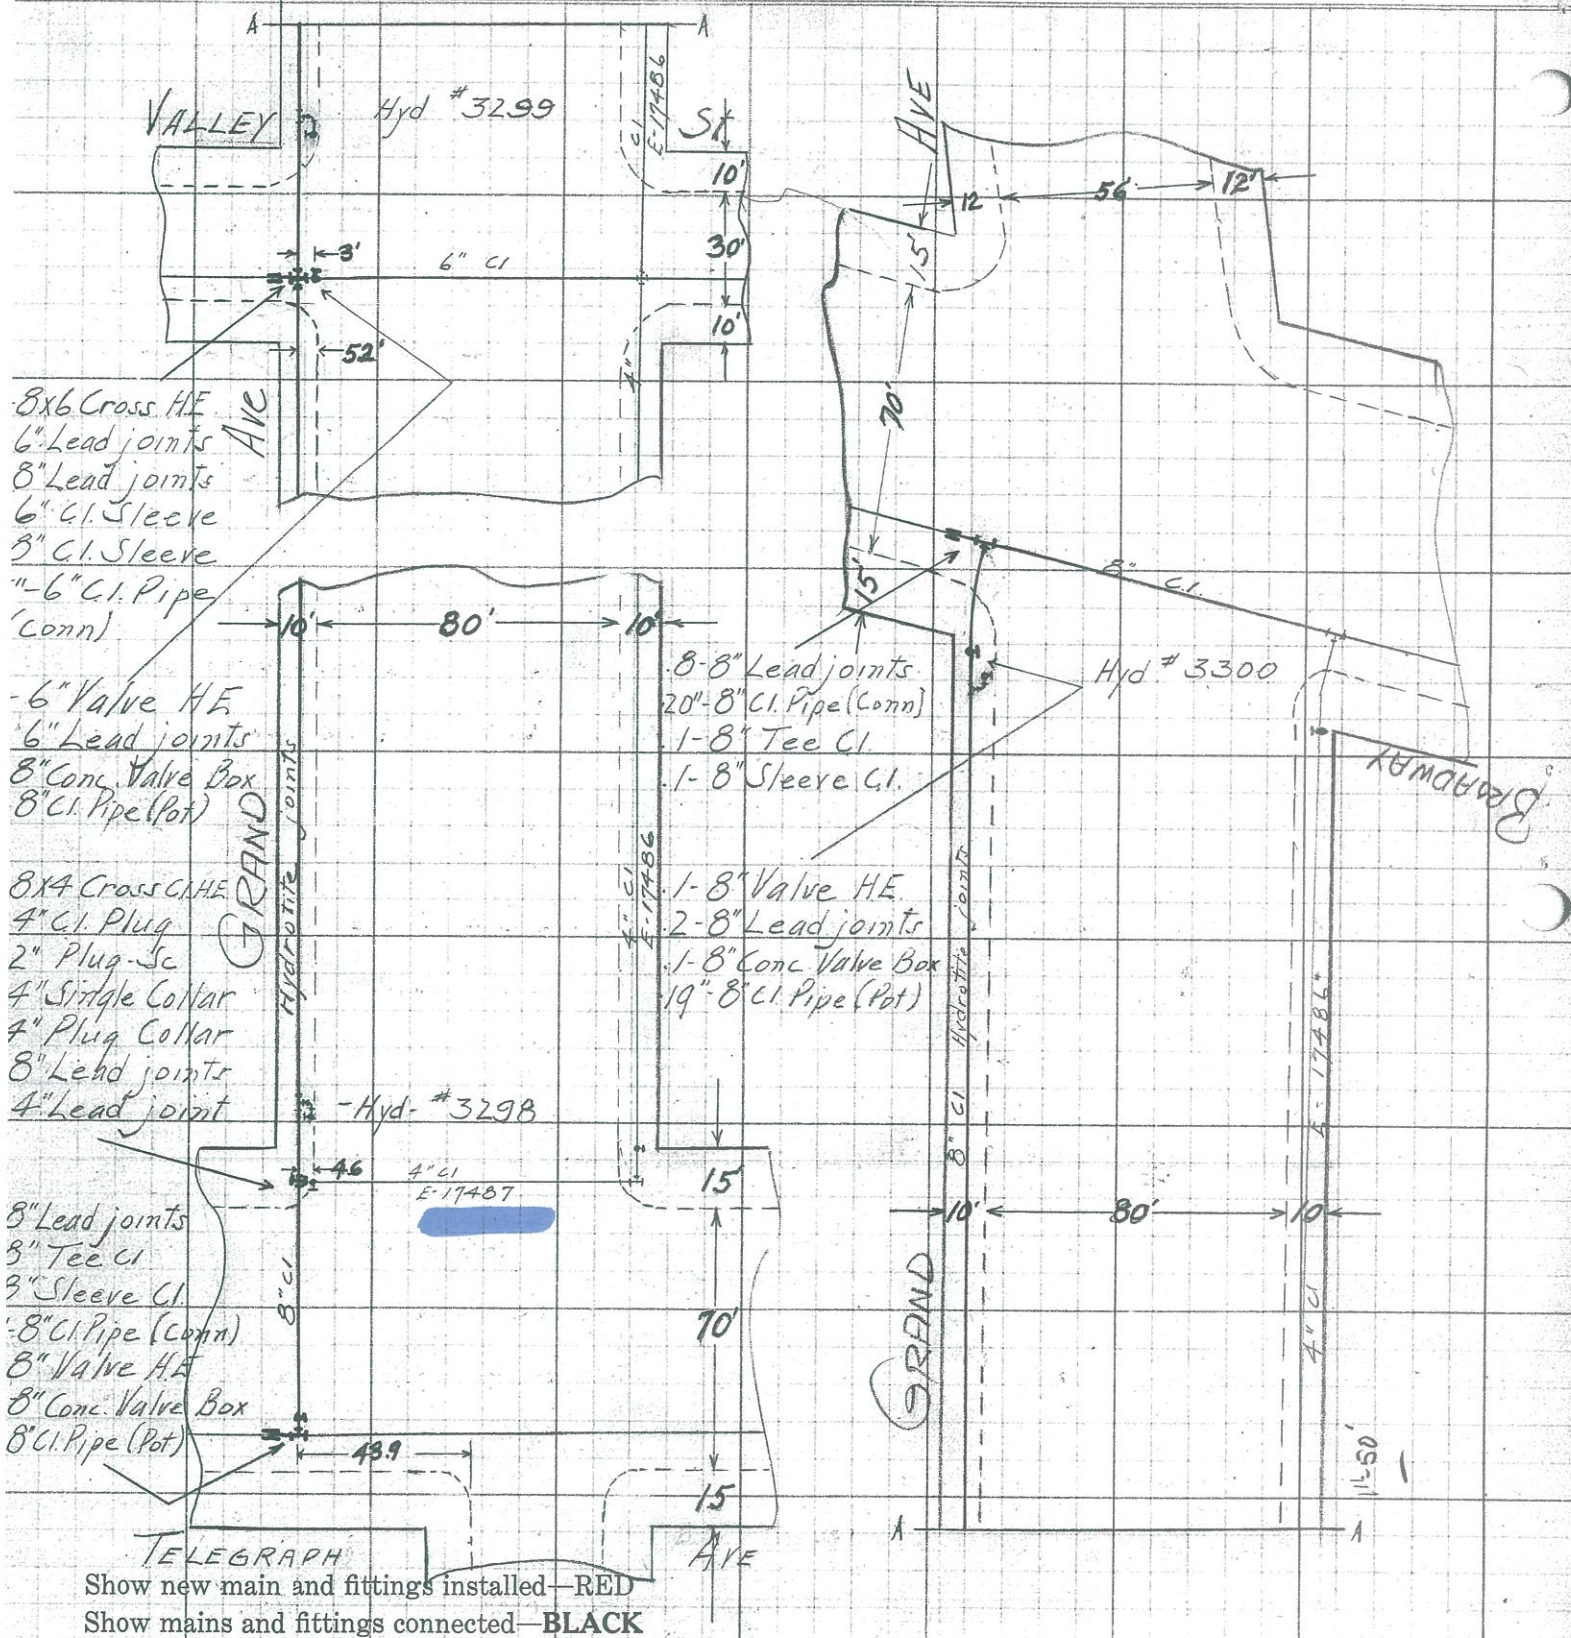 A A
VALLEY
Hyd #3299
CI
E-17486
St
10'
30'
10'
3'
6" CI
52'
4"
8x6 Cross HE
6" Lead joints
8" Lead joints
6" C.I. Sleeve
8" C.I. Sleeve
"-6" C.I. Pipe
(Conn)
Ave
10' 80' 10'
-6" Valve HE
6" Lead joints
8" Conc. Valve Box
8" C.I. Pipe (Pot)
GRAND
Hydrotite joints
4" CI
E-17486
8x4 Cross CI HE
4" C.I. Plug
2" Plug-Sc
4" Single Collar
4" Plug Collar
8" Lead joints
4" Lead joint
-Hyd- #3298
4.6
4" CI
E-17487
15'
70'
15
8" Lead joints
8" Tee CI
8" Sleeve C.I.
-8" C.I. Pipe (Conn)
8" Valve HE
8" Conc. Valve Box
8" C.I. Pipe (Pot)
8" CI
48.9
TELEGRAPH AVE
AVE
12 56' 12'
15'
70'
15'
8" C.I.
8-8" Lead joints
20"-8" C.I. Pipe (Conn)
1-8" Tee C.I.
1-8" Sleeve C.I.
Hyd #3300
BROADWAY
1-8" Valve HE
2-8" Lead joints
1-8" Conc Valve Box
19"-8" C.I. Pipe (Pot)
8" CI Hydrotite joints
E-17486
10' 80' 10
GRAND
4" CI
1"-50'
A A
Show new main and fittings installed—RED
Show mains and fittings connected—BLACK